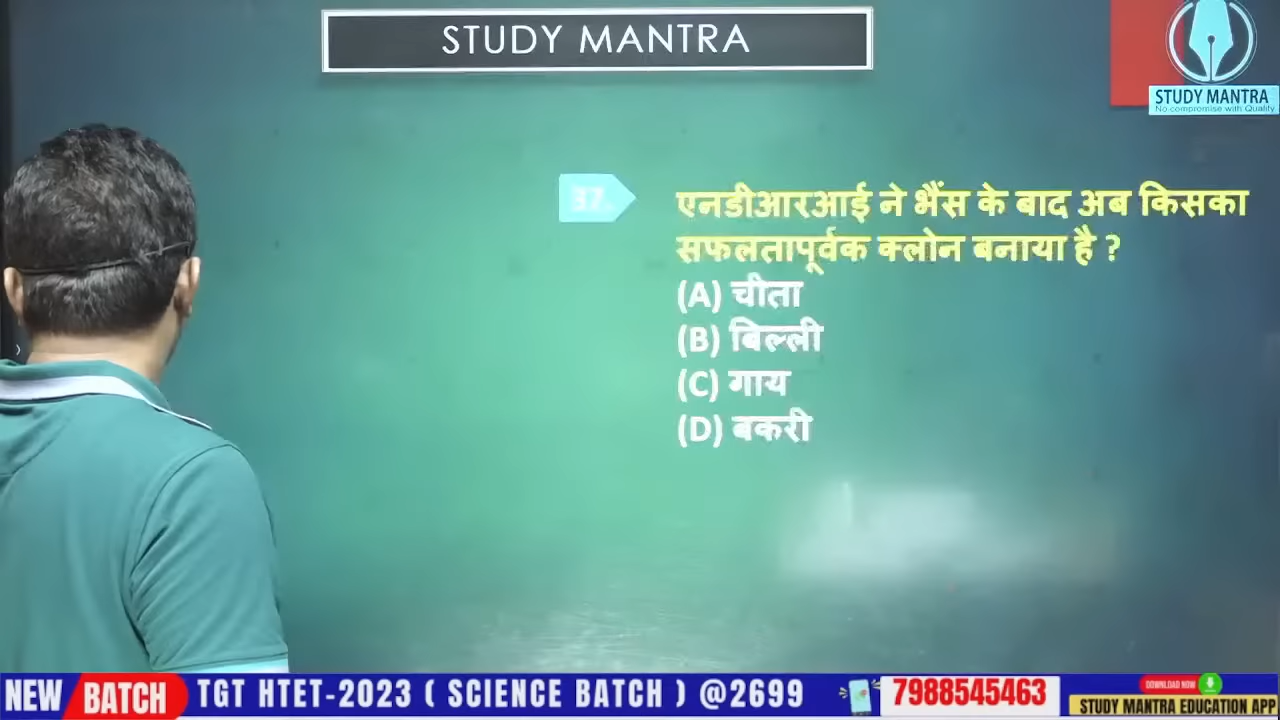 STUDY MANTRA
STUDY MANTRA
No compromise with Quality
37.
एनडीआरआई ने भैंस के बाद अब किसका
सफलतापूर्वक क्लोन बनाया है ?
(A) चीता
(B) बिल्ली
(C) गाय
(D) बकरी
NEW BATCH TGT HTET-2023 ( SCIENCE BATCH ) @2699
7988545463
DOWNLOAD NOW
STUDY MANTRA EDUCATION APP